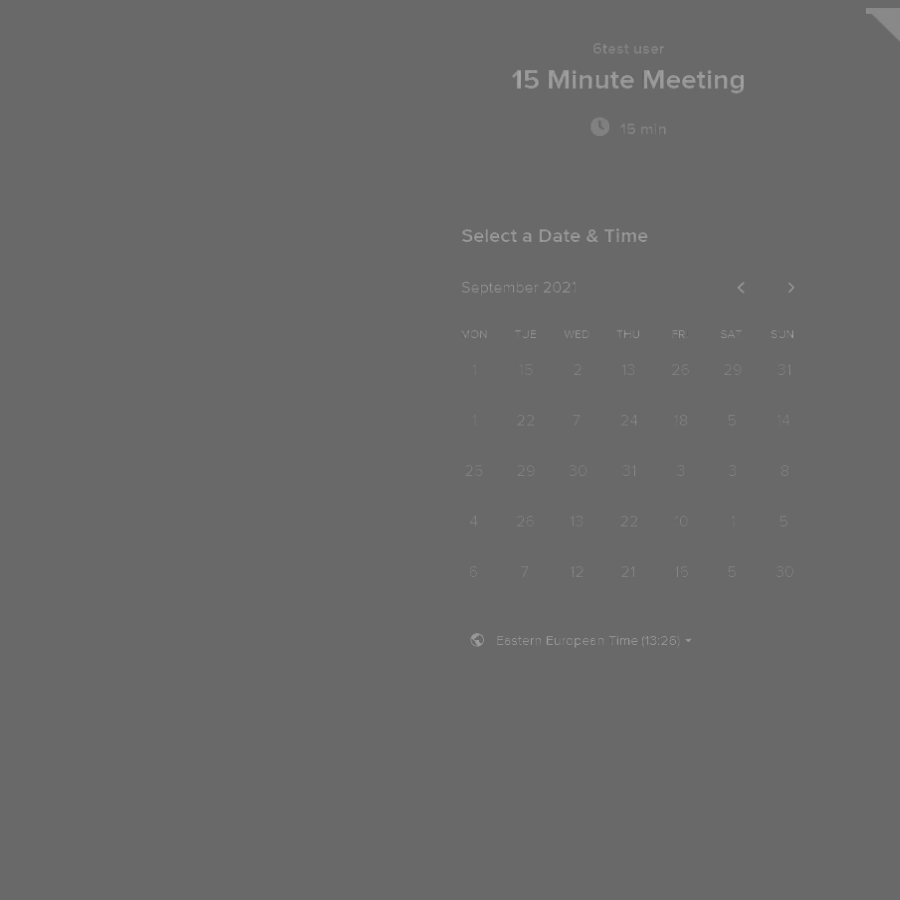 6test user
15 Minute Meeting
15 min
Select a Date & Time
September 2021
MON TUE WED THU FRI SAT SUN
1 15 2 13 26 29 31
1 22 7 24 18 5 14
25 29 30 31 3 3 8
4 26 13 22 10 1 5
6 7 12 21 16 5 30
Eastern European Time (13:26)